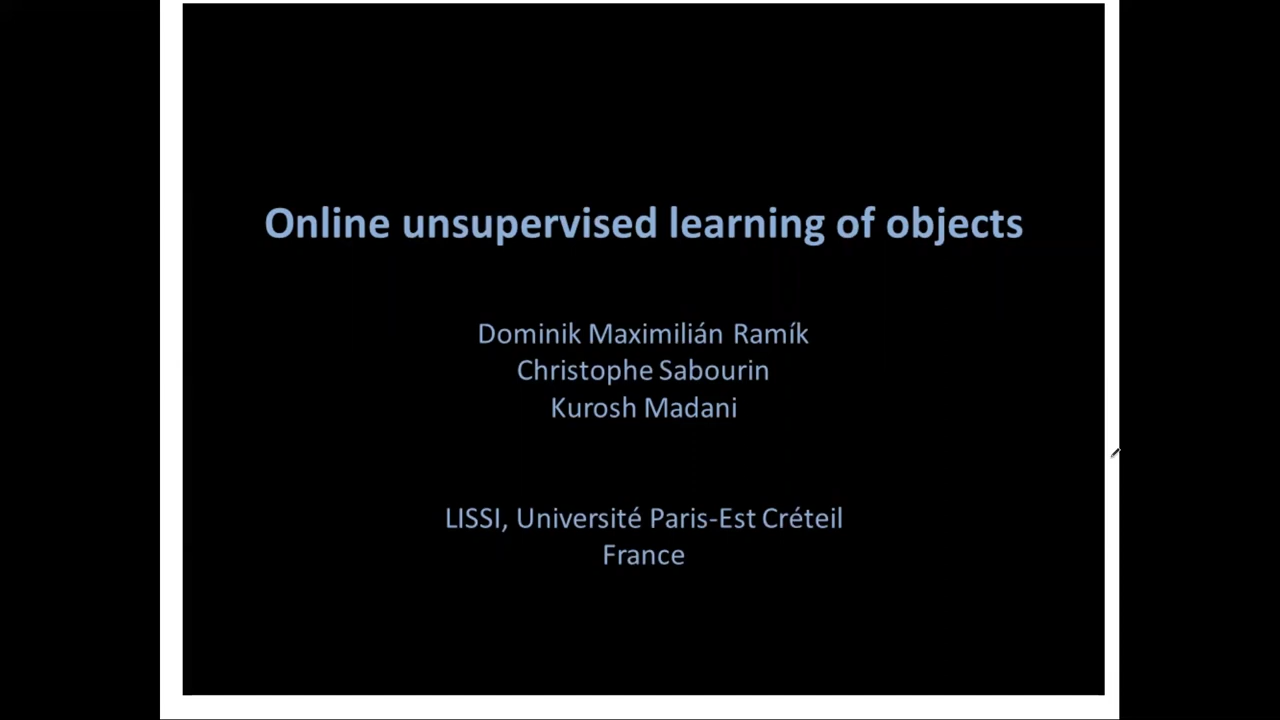 Online unsupervised learning of objects
Dominik Maximilián Ramík
Christophe Sabourin
Kurosh Madani
LISSI, Université Paris-Est Créteil
France